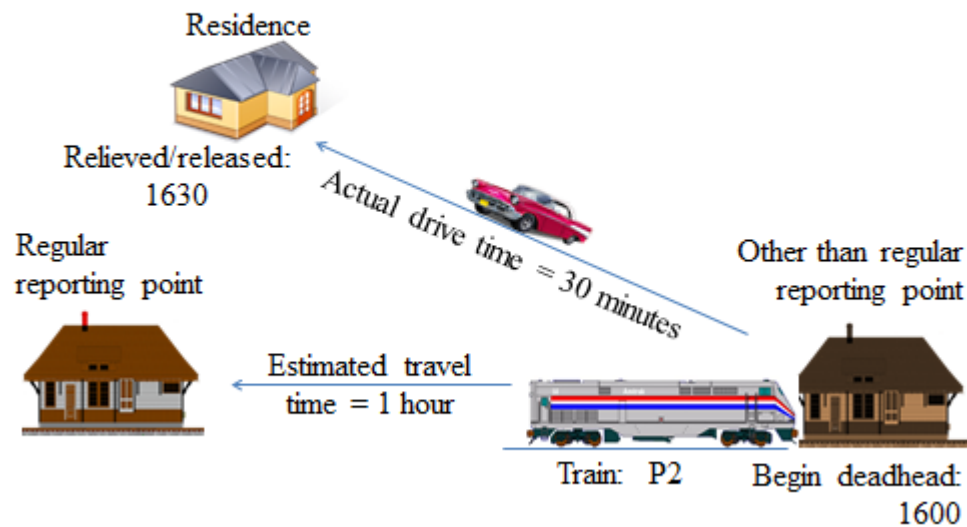 Residence
Relieved/released:
1630
Actual drive time = 30 minutes
Regular
reporting point
Other than regular
reporting point
Estimated travel
time = 1 hour
Train: P2
Begin deadhead:
1600